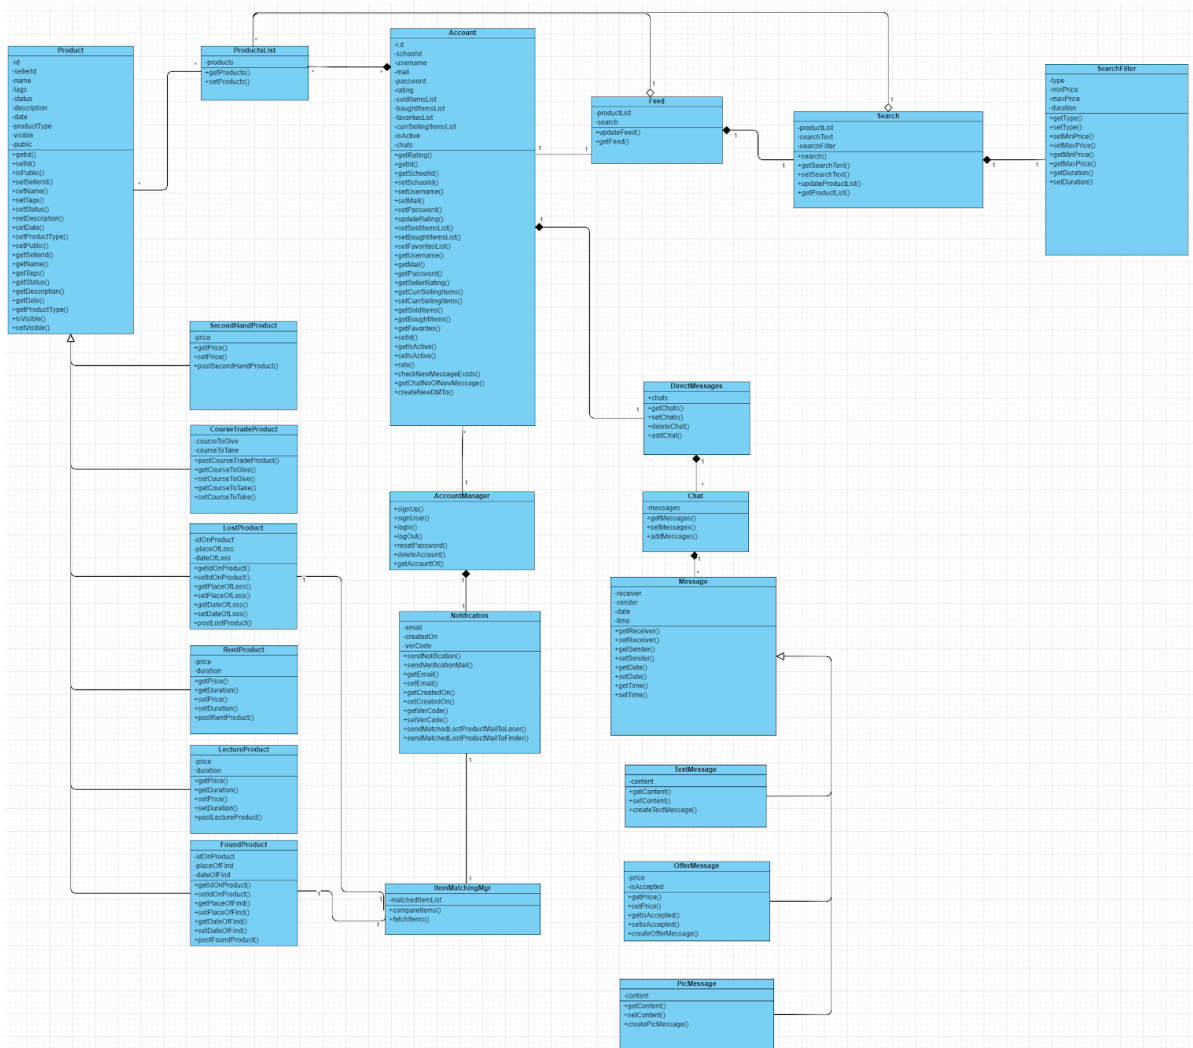 Product
-id
-sellerId
-name
-tags
-status
-description
-date
-productType
-visible
-public
+getId()
+setId()
+isPublic()
+setSellerId()
+setName()
+setTags()
+setStatus()
+setDescription()
+setDate()
+setProductType()
+setPublic()
+getSellerId()
+getName()
+getTags()
+getStatus()
+getDescription()
+getDate()
+getProductType()
+isVisible()
+setVisible()
ProductsList
-products
+getProducts()
+setProducts()
Account
-i.d
-schoolId
-username
-mail
-password
-rating
-soldItemsList
-boughtItemsList
-favoritesList
-currSellingItemsList
-isActive
-chats
+getRating()
+getId()
+getSchoolId()
+setSchoolId()
+setUsername()
+setMail()
+setPassword()
+updateRating()
+setSoldItemsList()
+setBoughtItemsList()
+setFavoritesList()
+getUsername()
+getMail()
+getPassword()
+getSellerRating()
+getCurrSellingItems()
+setCurrSellingItems()
+getSoldItems()
+getBoughtItems()
+getFavorites()
+setId()
+getIsActive()
+setIsActive()
+rate()
+checkNewMessageExists()
+getChatNoOfNewMessage()
+createNewDMTo()
Feed
-productList
-search
+updateFeed()
+getFeed()
Search
-productList
-searchText
-searchFilter
+search()
+getSearchText()
+setSearchText()
+updateProductList()
+getProductList()
SearchFilter
-type
-minPrice
-maxPrice
-duration
+getType()
+setType()
+setMinPrice()
+setMaxPrice()
+getMinPrice()
+getMaxPrice()
+getDuration()
+setDuration()
SecondHandProduct
-price
+getPrice()
+setPrice()
+postSecondHandProduct()
CourseTradeProduct
-courseToGive
-courseToTake
+postCourseTradeProduct()
+getCourseToGive()
+setCourseToGive()
+getCourseToTake()
+setCourseToTake()
LostProduct
-idOnProduct
-placeOfLoss
-dateOfLoss
+getIdOnProduct()
+setIdOnProduct()
+getPlaceOfLoss()
+setPlaceOfLoss()
+getDateOfLoss()
+setDateOfLoss()
+postLostProduct()
RentProduct
-price
-duration
+getPrice()
+getDuration()
+setPrice()
+setDuration()
+postRentProduct()
LectureProduct
-price
-duration
+getPrice()
+getDuration()
+setPrice()
+setDuration()
+postLectureProduct()
FoundProduct
-idOnProduct
-placeOfFind
-dateOfFind
+getIdOnProduct()
+setIdOnProduct()
+getPlaceOfFind()
+setPlaceOfFind()
+getDateOfFind()
+setDateOfFind()
+postFoundProduct()
AccountManager
+signUp()
+signUser()
+login()
+logOut()
+resetPassword()
+deleteAccount()
+getAccountOf()
Notification
-email
-createdOn
-verCode
+sendNotification()
+sendVerificationMail()
+getEmail()
+setEmail()
+getCreatedOn()
+setCreatedOn()
+getVerCode()
+setVerCode()
+sendMatchedLostProductMailToLoser()
+sendMatchedLostProductMailToFinder()
ItemMatchingMgr
-matchedItemList
+compareItems()
+fetchItems()
DirectMessages
+chats
+getChats()
+setChats()
+deleteChat()
+addChat()
Chat
-messages
+getMessages()
+setMessages()
+addMessages()
Message
-receiver
-sender
-date
-time
+getReceiver()
+setReceiver()
+getSender()
+setSender()
+getDate()
+setDate()
+getTime()
+setTime()
TextMessage
-content
+getContent()
+setContent()
+createTextMessage()
OfferMessage
-price
-isAccepted
+getPrice()
+setPrice()
+getIsAccepted()
+setIsAccepted()
+createOfferMessage()
PicMessage
-content
+getContent()
+setContent()
+createPicMessage()